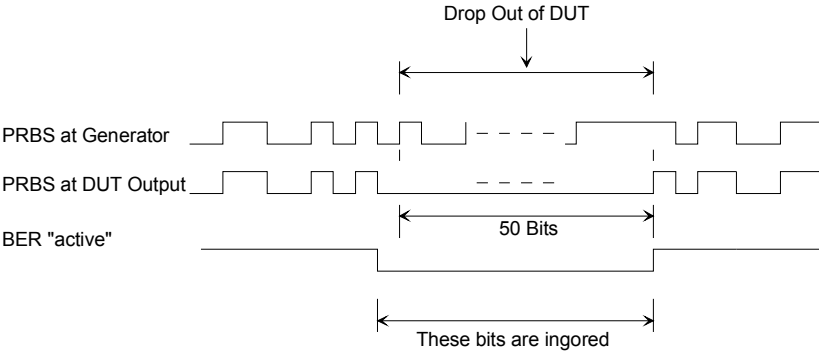 Drop Out of DUT
PRBS at Generator
PRBS at DUT Output
50 Bits
BER "active"
These bits are ingored